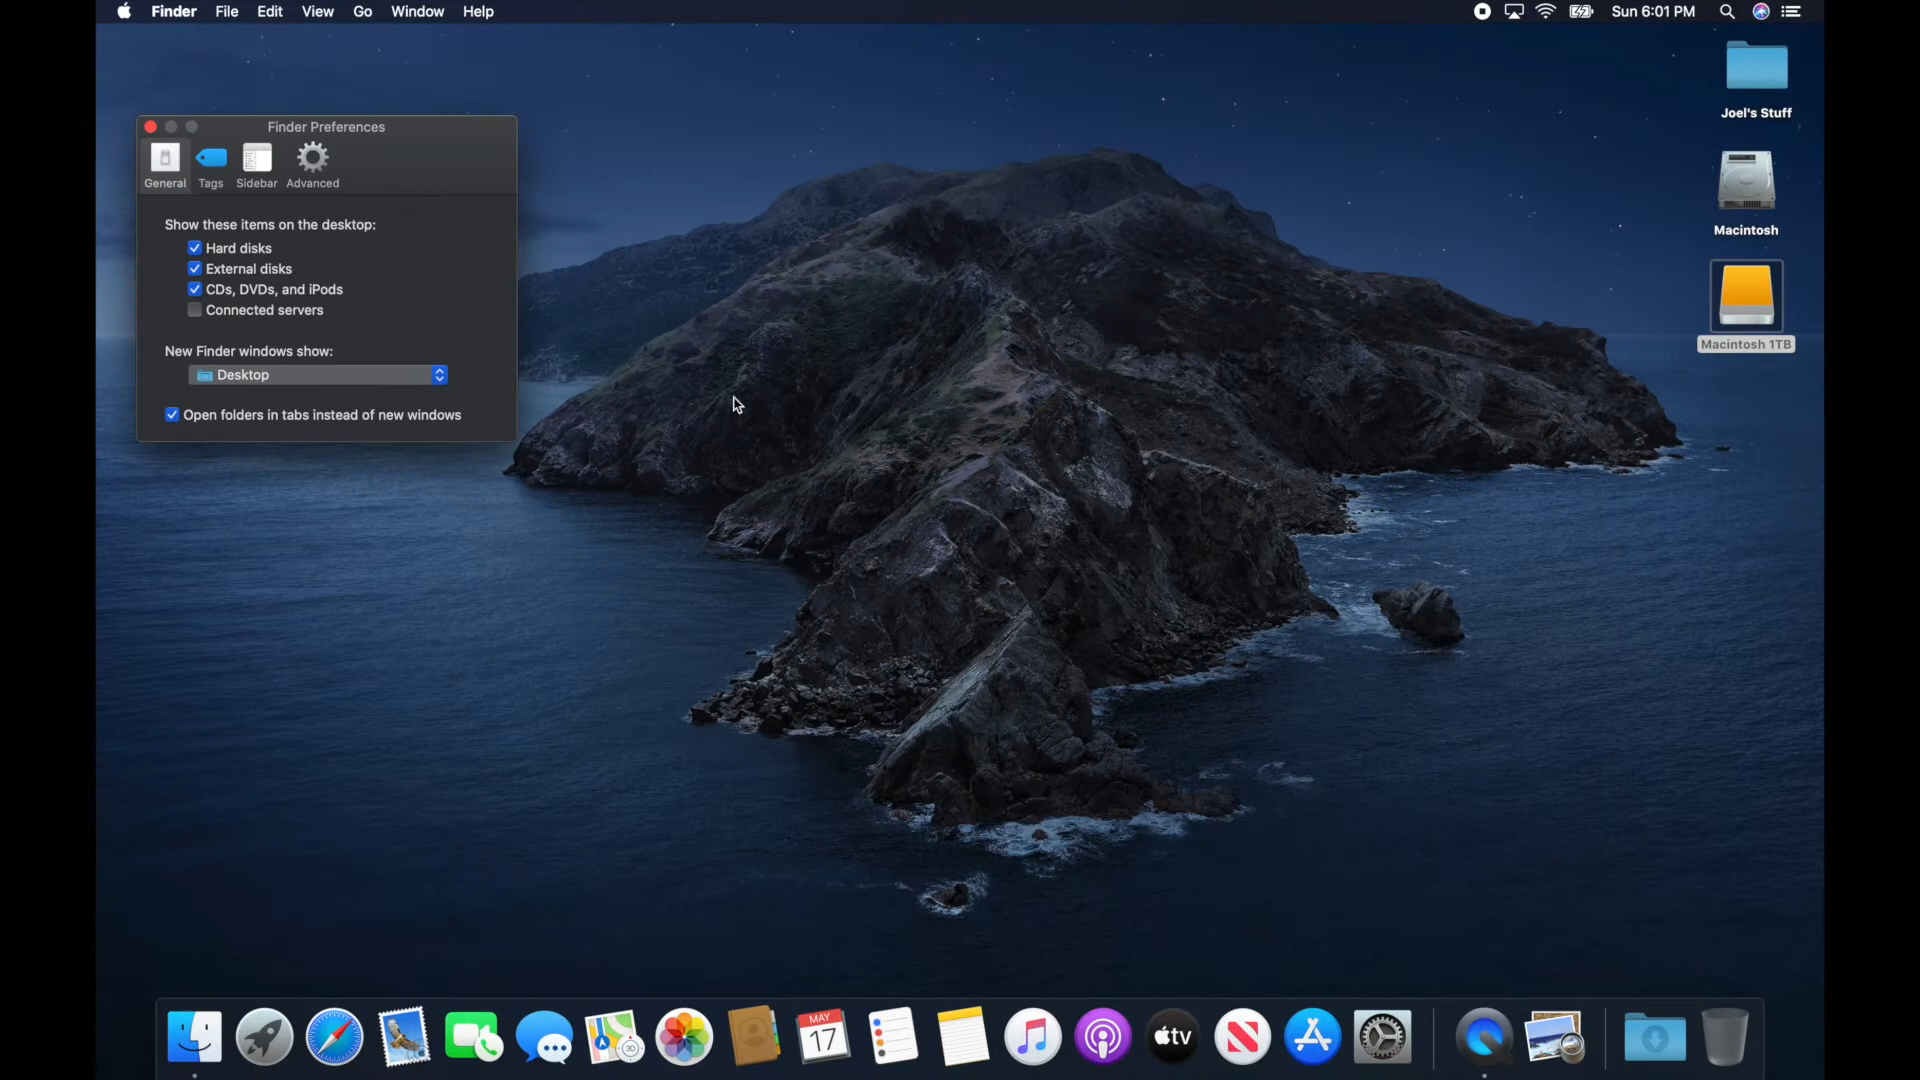 Finder File Edit View Go Window Help
Sun 6:01 PM
Joel's Stuff
Macintosh
Macintosh 1TB
Finder Preferences
General Tags Sidebar Advanced
Show these items on the desktop:
Hard disks
External disks
CDs, DVDs, and iPods
Connected servers
New Finder windows show:
Desktop
Open folders in tabs instead of new windows
MAY
17
3D
tv